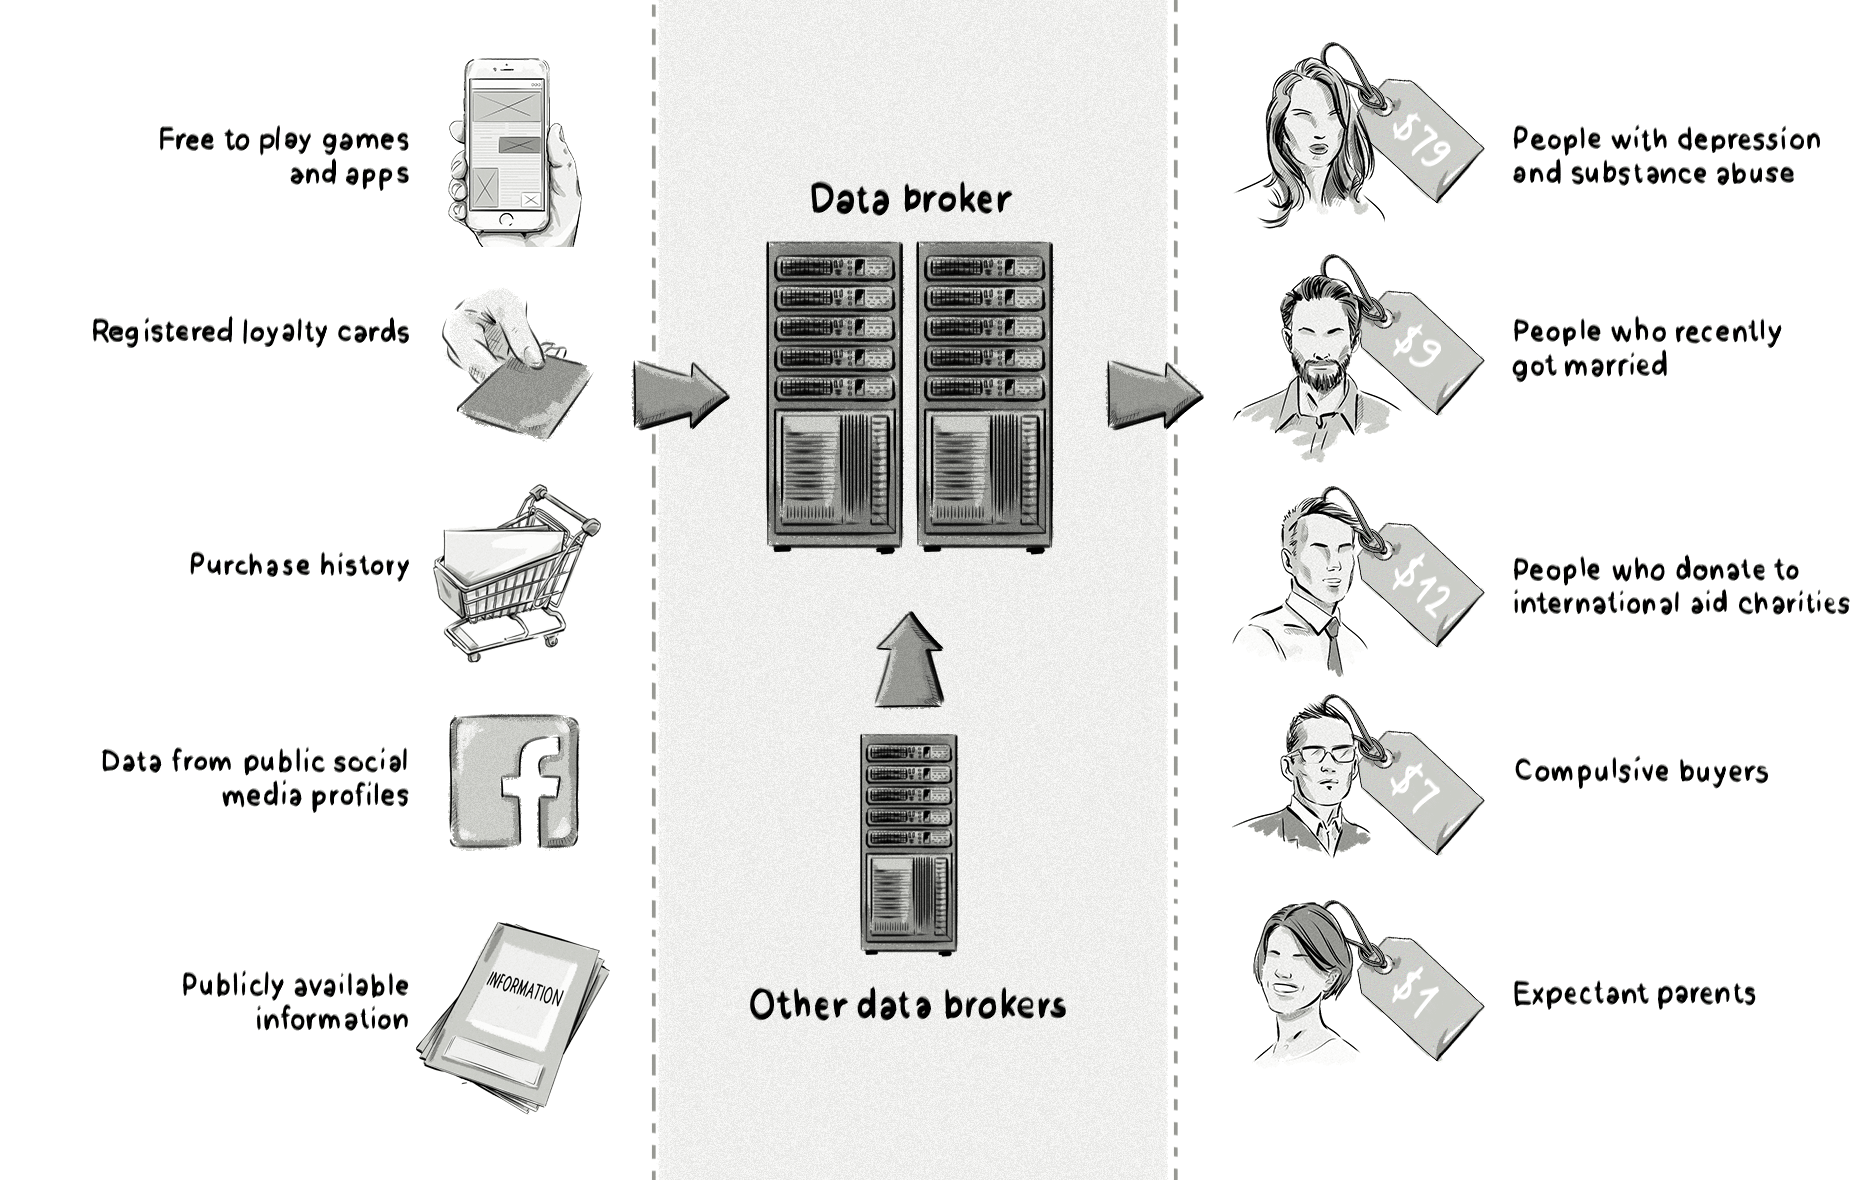 Free to play games
and apps
Registered loyalty cards
Purchase history
Data from public social
media profiles
f
Publicly available
information
INFORMATION
Data broker
Other data brokers
$79
People with depression
and substance abuse
$9
People who recently
got married
$12
People who donate to
international aid charities
$7
Compulsive buyers
$1
Expectant parents